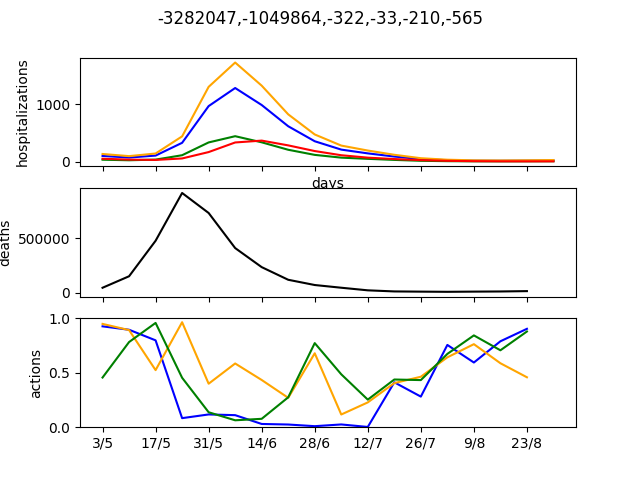 -3282047,-1049864,-322,-33,-210,-565
hospitalizations
1000
0
days
deaths
500000
0
actions
1.0
0.5
0.0
3/5 17/5 31/5 14/6 28/6 12/7 26/7 9/8 23/8